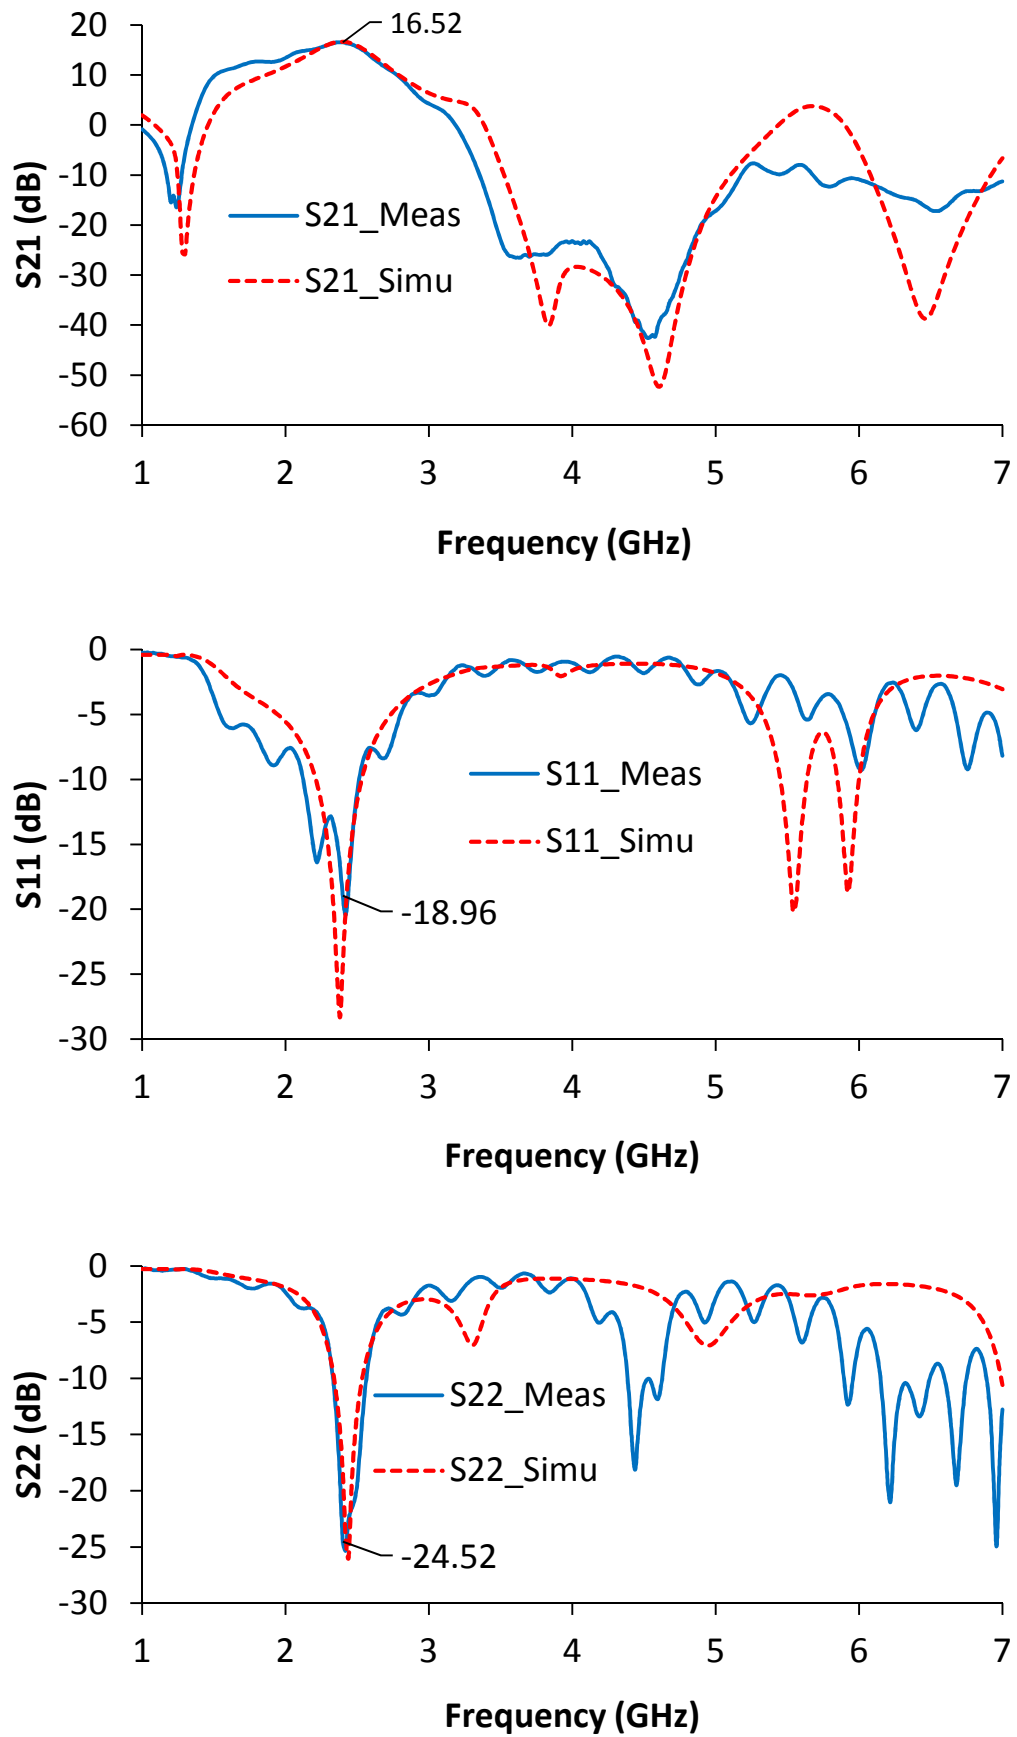 20
16.52
10
0
-10
-20
-30
-40
-50
-60
S21 (dB)
S21_Meas
S21_Simu
1 2 3 4 5 6 7
Frequency (GHz)
0
-5
-10
-15
-20
-25
-30
S11 (dB)
S11_Meas
S11_Simu
-18.96
1 2 3 4 5 6 7
Frequency (GHz)
0
-5
-10
-15
-20
-25
-30
S22 (dB)
S22_Meas
S22_Simu
-24.52
1 2 3 4 5 6 7
Frequency (GHz)